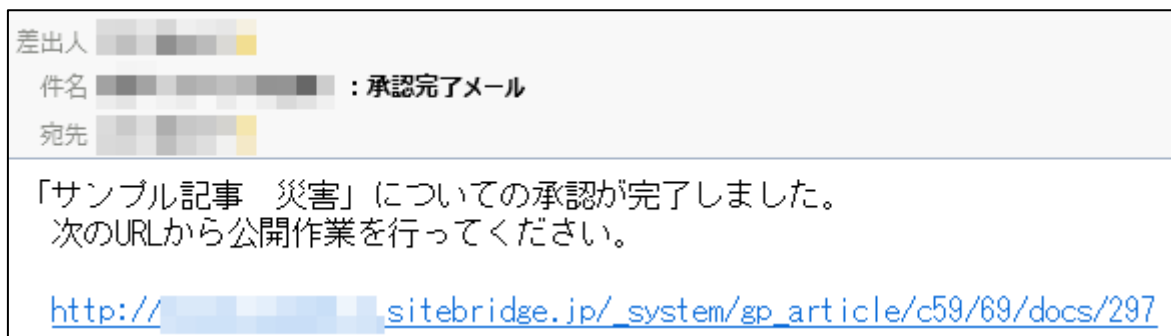 差出人
件名 ：承認完了メール
宛先
「サンプル記事　災害」についての承認が完了しました。
次のURLから公開作業を行ってください。
http:// .sitebridge.jp/_system/gp_article/c59/69/docs/297